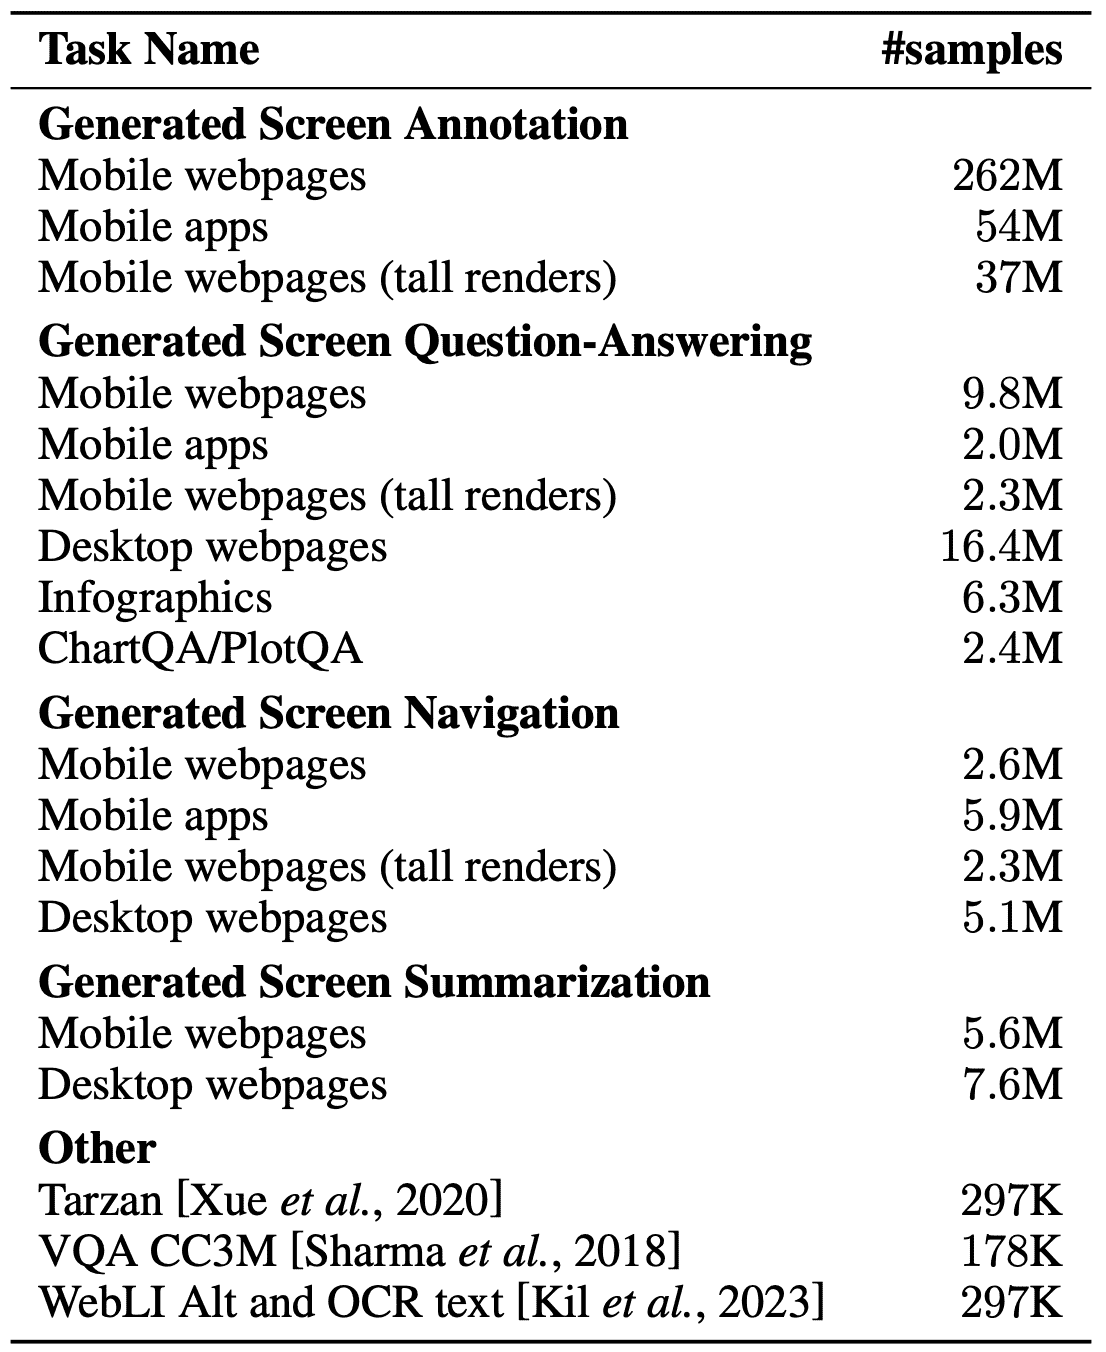 Task Name #samples
Generated Screen Annotation
Mobile webpages 262M
Mobile apps 54M
Mobile webpages (tall renders) 37M
Generated Screen Question-Answering
Mobile webpages 9.8M
Mobile apps 2.0M
Mobile webpages (tall renders) 2.3M
Desktop webpages 16.4M
Infographics 6.3M
ChartQA/PlotQA 2.4M
Generated Screen Navigation
Mobile webpages 2.6M
Mobile apps 5.9M
Mobile webpages (tall renders) 2.3M
Desktop webpages 5.1M
Generated Screen Summarization
Mobile webpages 5.6M
Desktop webpages 7.6M
Other
Tarzan [Xue et al., 2020] 297K
VQA CC3M [Sharma et al., 2018] 178K
WebLI Alt and OCR text [Kil et al., 2023] 297K